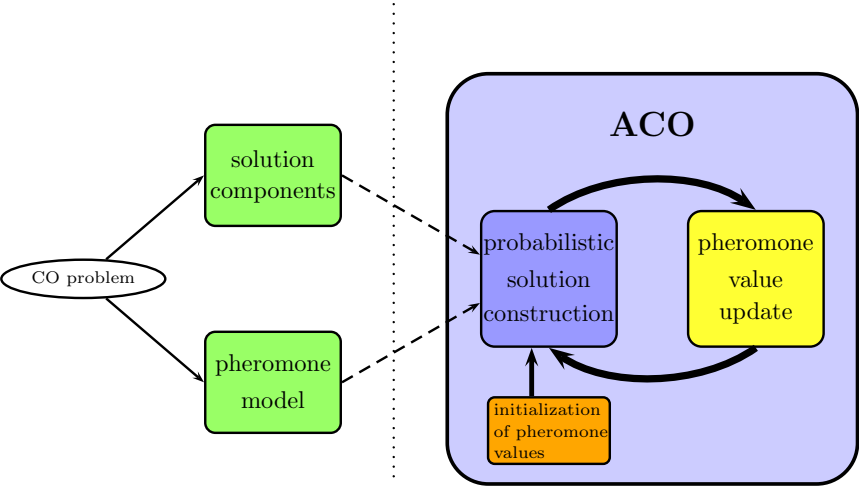 ACO
solution
components
CO problem
pheromone
model
probabilistic
solution
construction
pheromone
value
update
initialization
of pheromone
values